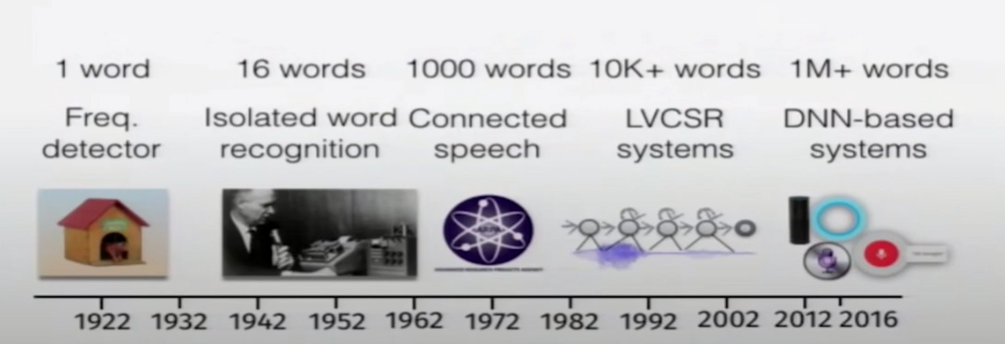 1 word 16 words 1000 words 10K+ words 1M+ words
Freq. Isolated word Connected LVCSR DNN-based
detector recognition speech systems systems
1922 1932 1942 1952 1962 1972 1982 1992 2002 2012 2016